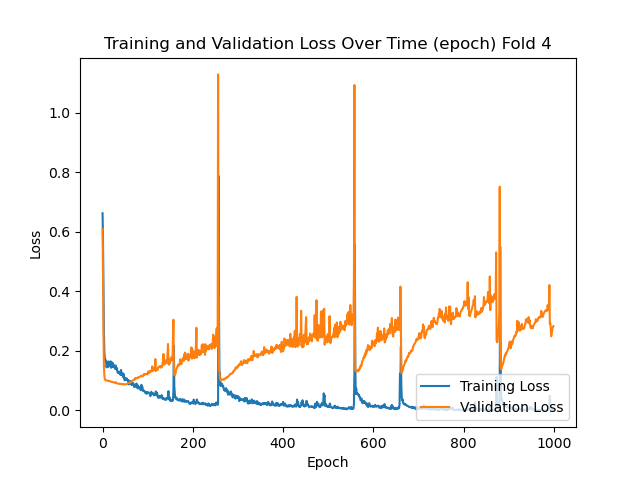 Training and Validation Loss Over Time (epoch) Fold 4
Loss
1.0
0.8
0.6
0.4
0.2
0.0
0
200
400
600
800
1000
Epoch
Training Loss
Validation Loss